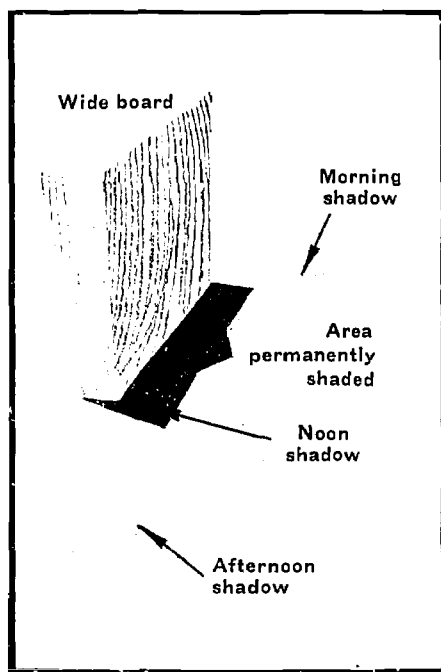 Wide board
Morning
shadow
Area
permanently
shaded
Noon
shadow
Afternoon
shadow